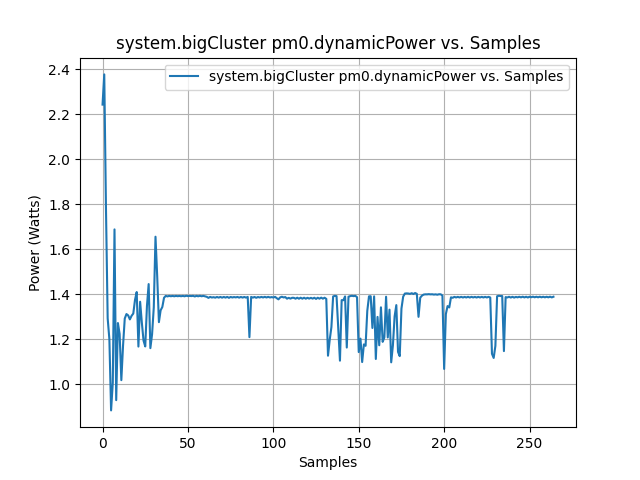 system.bigCluster pm0.dynamicPower vs. Samples
system.bigCluster pm0.dynamicPower vs. Samples
2.4
2.2
2.0
1.8
1.6
1.4
1.2
1.0
Power (Watts)
0 50 100 150 200 250
Samples